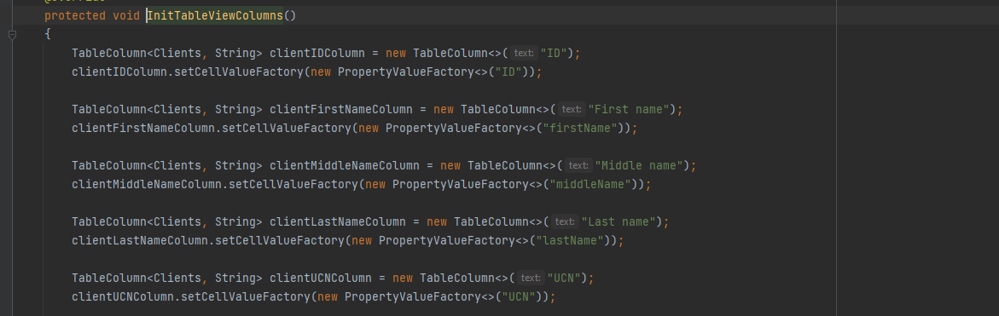 @Override
protected void InitTableViewColumns()
{
TableColumn<Clients, String> clientIDColumn = new TableColumn<>( text: "ID");
clientIDColumn.setCellValueFactory(new PropertyValueFactory<>("ID"));
TableColumn<Clients, String> clientFirstNameColumn = new TableColumn<>( text: "First name");
clientFirstNameColumn.setCellValueFactory(new PropertyValueFactory<>("firstName"));
TableColumn<Clients, String> clientMiddleNameColumn = new TableColumn<>( text: "Middle name");
clientMiddleNameColumn.setCellValueFactory(new PropertyValueFactory<>("middleName"));
TableColumn<Clients, String> clientLastNameColumn = new TableColumn<>( text: "Last name");
clientLastNameColumn.setCellValueFactory(new PropertyValueFactory<>("lastName"));
TableColumn<Clients, String> clientUCNColumn = new TableColumn<>( text: "UCN");
clientUCNColumn.setCellValueFactory(new PropertyValueFactory<>("UCN"));